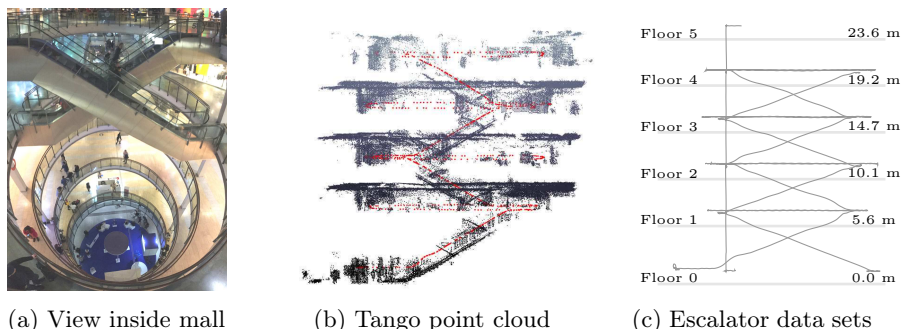 Floor 5 23.6 m
Floor 4 19.2 m
Floor 3 14.7 m
Floor 2 10.1 m
Floor 1 5.6 m
Floor 0 0.0 m
(a) View inside mall (b) Tango point cloud (c) Escalator data sets